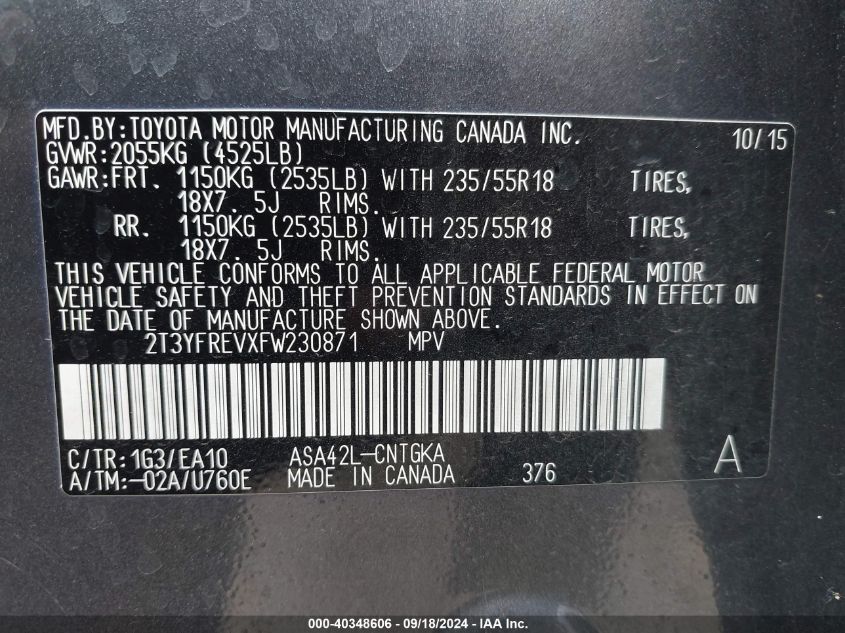 MFD.BY:TOYOTA MOTOR MANUFACTURING CANADA INC. 10/15
GVWR:2055KG (4525LB)
GAWR:FRT. 1150KG (2535LB) WITH 235/55R18 TIRES,
18X7. 5J RIMS.
RR. 1150KG (2535LB) WITH 235/55R18 TIRES,
18X7. 5J RIMS.
THIS VEHICLE CONFORMS TO ALL APPLICABLE FEDERAL MOTOR
VEHICLE SAFETY AND THEFT PREVENTION STANDARDS IN EFFECT ON
THE DATE OF MANUFACTURE SHOWN ABOVE.
2T3YFREVXFW230871 MPV
C/TR:1G3/EA10 ASA42L-CNTGKA A
A/TM:-02A/U760E MADE IN CANADA 376
000-40348606 - 09/18/2024 - IAA Inc.